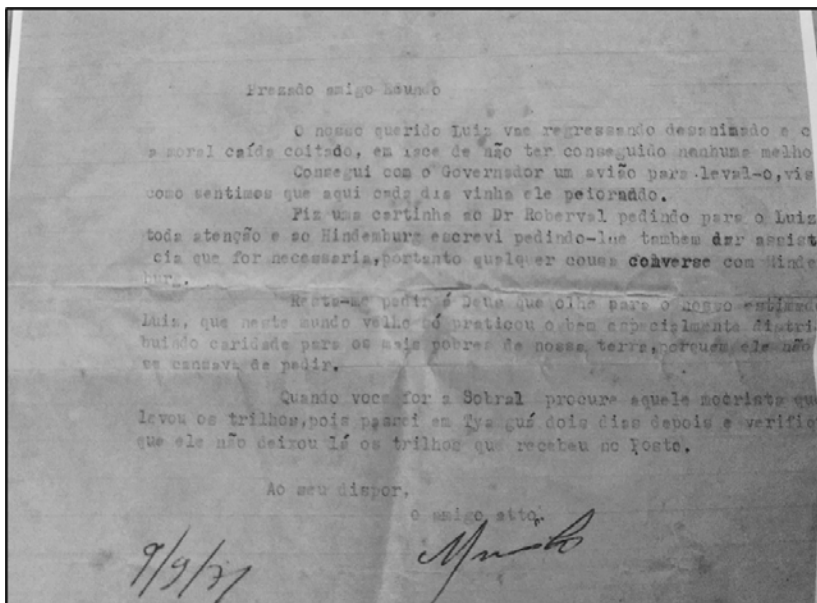 Prezado amigo
O nosso querido Luiz vae regressando desanimado e c
a moral caída coitado, em face de não ter conseguido nenhuma melho
Consegui com o Governador um avião para leval-o, vis
como sentimos que aqui cada dia vinha ele peiorando.
Fiz uma cartinha ao Dr Roberval pedindo para o Luiz
toda atenção e ao Hindemburg escrevi pedindo-lhe tambem dar assist
cia que for necessaria, portanto qualquer cousa converse com Hinde
burg.
Resta-me pedir é Deus que olhe para o nosso estimado
Luiz, que neste mundo velho só praticou o bem especialmente distri
buindo caridade para os mais pobres de nossa terra, porquem ele não
se cansava de pedir.
Quando voce for a Sobral procure aquele motorista que
levou os trilhos, pois passei em dois dias depois e verific
que ele não deixou lá os trilhos que recebeu no Posto.
Ao seu dispor,
O amigo atto.
9/9/71